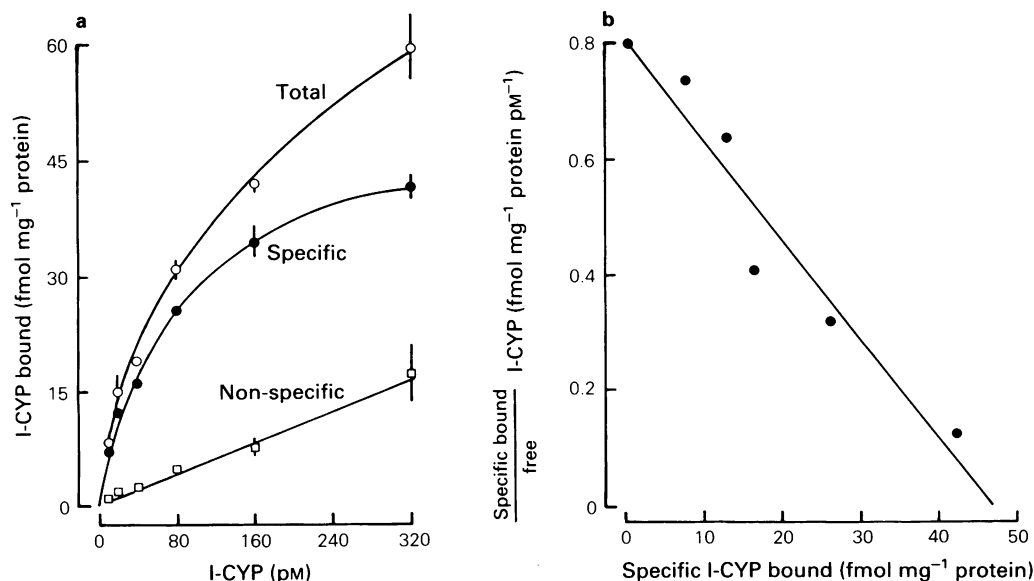 a
60
45
30
15
0
I-CYP bound (fmol mg⁻¹ protein)
Total
Specific
Non-specific
0 80 160 240 320
I-CYP (pM)
b
0.8
0.6
0.4
0.2
0
Specific bound
free
I-CYP (fmol mg⁻¹ protein pM⁻¹)
0 10 20 30 40 50
Specific I-CYP bound (fmol mg⁻¹ protein)